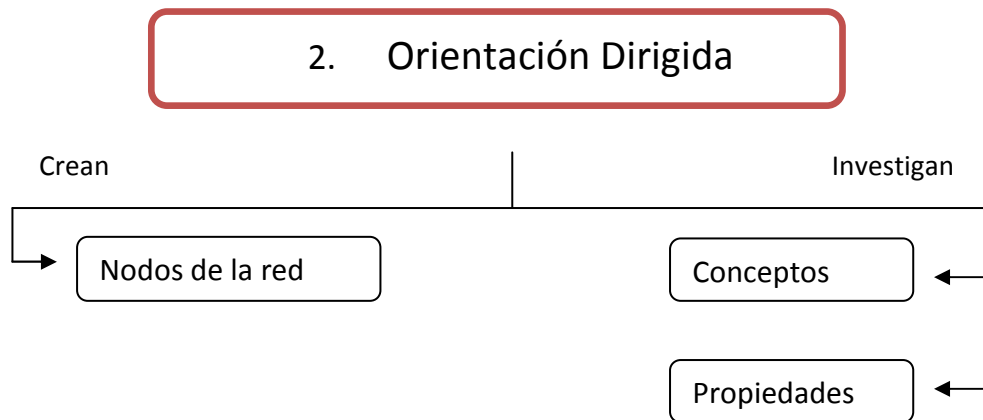 2. Orientación Dirigida
Crean
Investigan
Nodos de la red
Conceptos
Propiedades